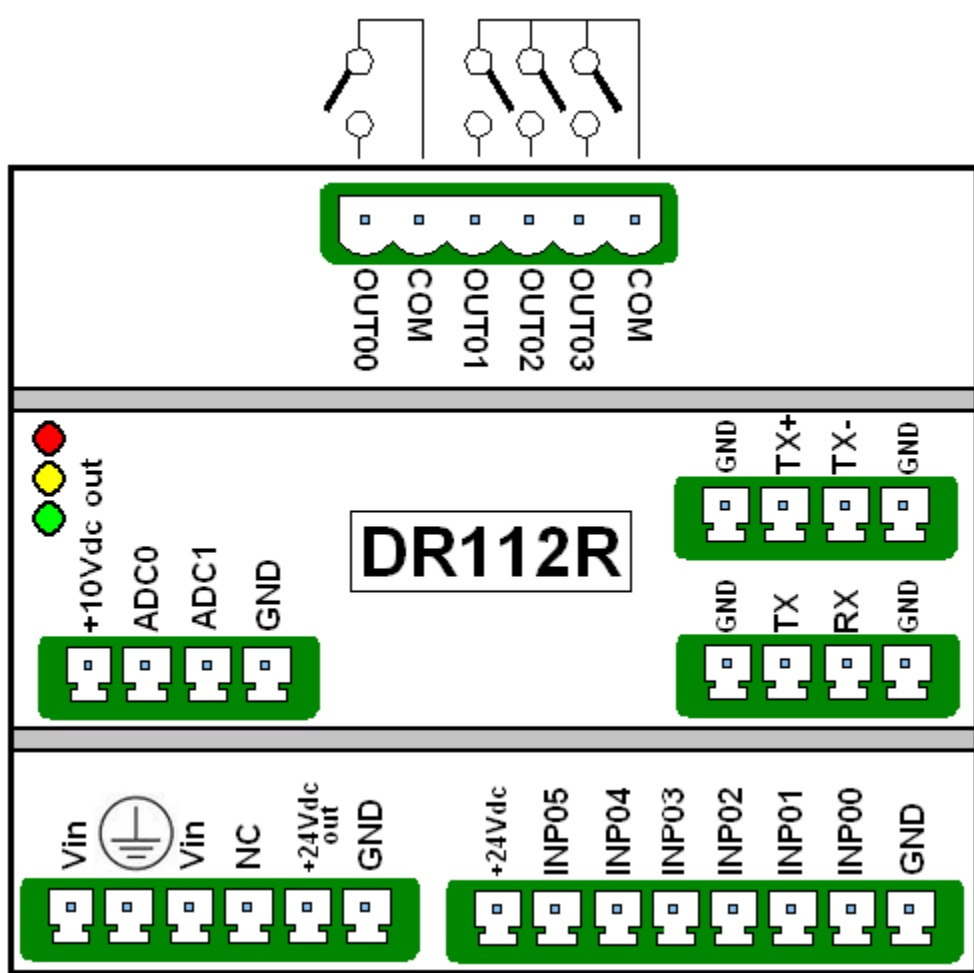 OUT00 COM OUT01 OUT02 OUT03 COM
+10Vdc out ADC0 ADC1 GND
DR112R
GND TX+ TX- GND
GND TX RX GND
Vin Vin NC +24Vdc out GND
+24Vdc INP05 INP04 INP03 INP02 INP01 INP00 GND